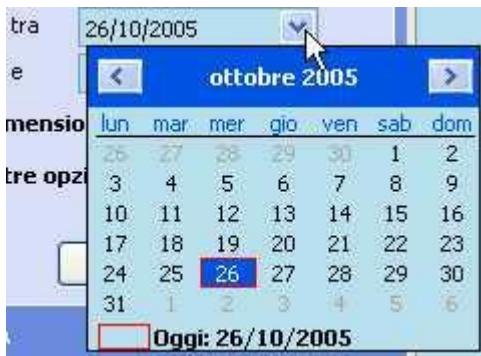 tra 26/10/2005
e
ottobre 2005
mensio
lun mar mer gio ven sab dom
26 27 28 29 30 1 2
tre opzi
3 4 5 6 7 8 9
10 11 12 13 14 15 16
17 18 19 20 21 22 23
24 25 26 27 28 29 30
31 1 2 3 4 5 6
Oggi: 26/10/2005